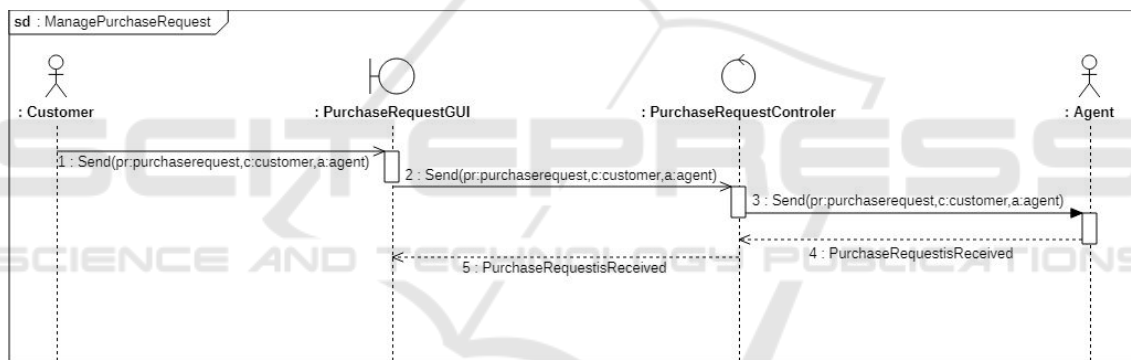 sd : ManagePurchaseRequest
: Customer
: PurchaseRequestGUI
: PurchaseRequestControler
: Agent
1 : Send(pr:purchaserequest,c:customer,a:agent)
2 : Send(pr:purchaserequest,c:customer,a:agent)
3 : Send(pr:purchaserequest,c:customer,a:agent)
4 : PurchaseRequestisReceived
5 : PurchaseRequestisReceived
SCITEPRESS
SCIENCE AND TECHNOLOGY PUBLICATIONS